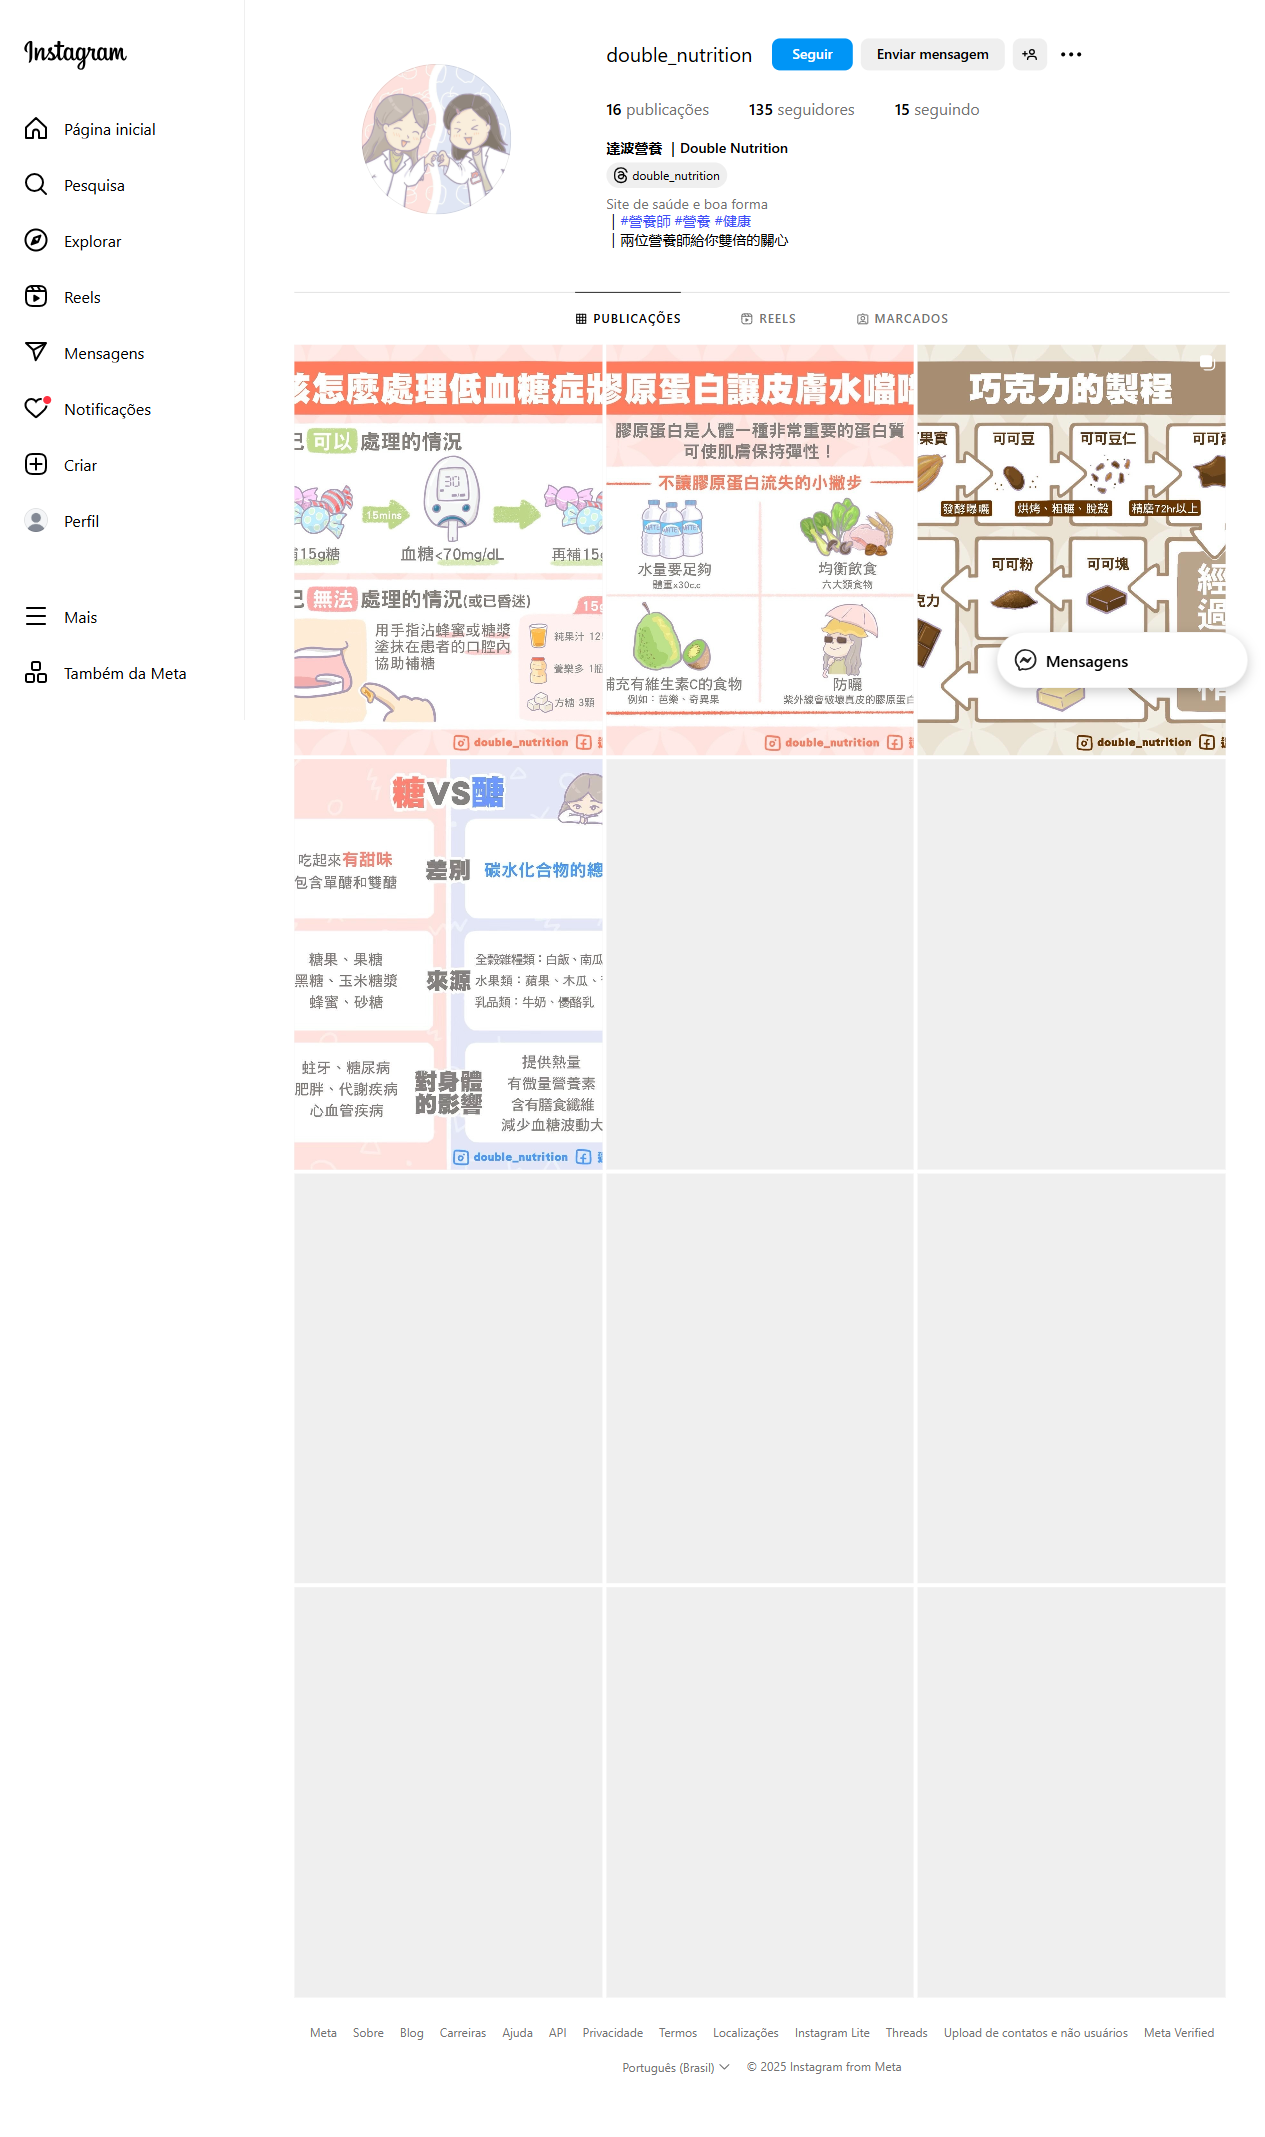 Instagram
Página inicial
Pesquisa
Explorar
Reels
Mensagens
Notificações
Criar
Perfil
Mais
Também da Meta
double_nutrition
Seguir
Enviar mensagem
16 publicações
135 seguidores
15 seguindo
達波營養 ｜Double Nutrition
double_nutrition
Site de saúde e boa forma
｜#營養師 #營養 #健康
｜兩位營養師給你雙倍的關心
PUBLICAÇÕES
REELS
MARCADOS
怎麼處理低血糖症狀
己可以處理的情況
30
15mins
15g糖
血糖<70mg/dL
再補15g
己無法處理的情況(或已昏迷)
用手指沾蜂蜜或糖漿
塗抹在患者的口腔內
協助補糖
15g
純果汁 12
養樂多 1瓶
方糖 3顆
double_nutrition
膠原蛋白讓皮膚水噹
膠原蛋白是人體一種非常重要的蛋白質
可使肌膚保持彈性！
不讓膠原蛋白流失的小撇步
水量要足夠
體重x30c.c
均衡飲食
六大類食物
補充有維生素C的食物
例如：芭樂、奇異果
防曬
紫外線會破壞真皮的膠原蛋白
double_nutrition
巧克力的製程
果實
可可豆
可可豆仁
可可膏
發酵曝曬
烘烤、粗碾、脫殼
精磨72hr以上
克力
可可粉
可可塊
經
過
double_nutrition
糖VS醣
吃起來有甜味
包含單醣和雙醣
差別
碳水化合物的總
糖果、果糖
黑糖、玉米糖漿
蜂蜜、砂糖
來源
全穀雜糧類：白飯、南瓜
水果類：蘋果、木瓜、
乳品類：牛奶、優酪乳
蛀牙、糖尿病
肥胖、代謝疾病
心血管疾病
對身體
的影響
提供熱量
有微量營養素
含有膳食纖維
減少血糖波動大
double_nutrition
Mensagens
Meta
Sobre
Blog
Carreiras
Ajuda
API
Privacidade
Termos
Localizações
Instagram Lite
Threads
Upload de contatos e não usuários
Meta Verified
Português (Brasil)
© 2025 Instagram from Meta